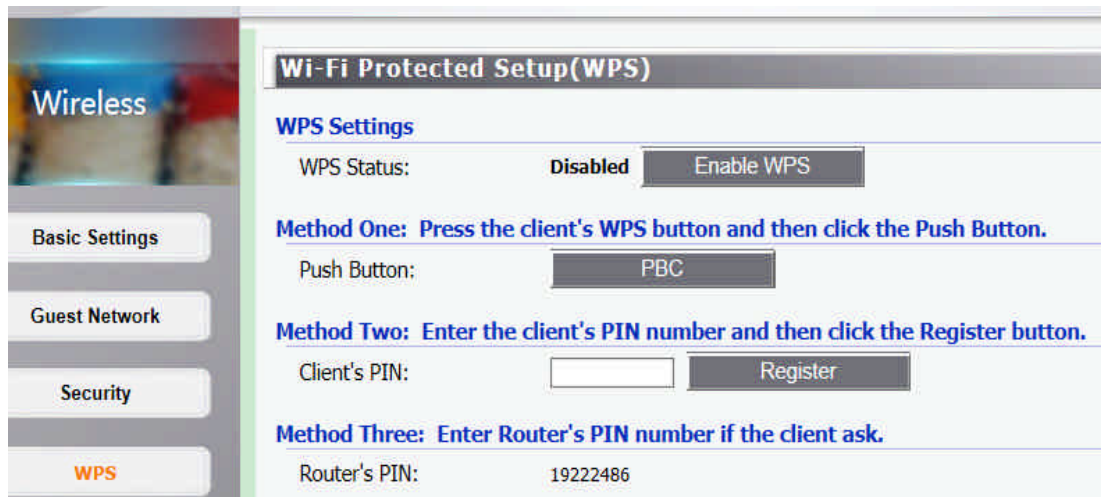 Wireless
Basic Settings
Guest Network
Security
WPS
Wi-Fi Protected Setup(WPS)
WPS Settings
WPS Status: Disabled Enable WPS
Method One: Press the client's WPS button and then click the Push Button.
Push Button: PBC
Method Two: Enter the client's PIN number and then click the Register button.
Client's PIN: Register
Method Three: Enter Router's PIN number if the client ask.
Router's PIN: 19222486